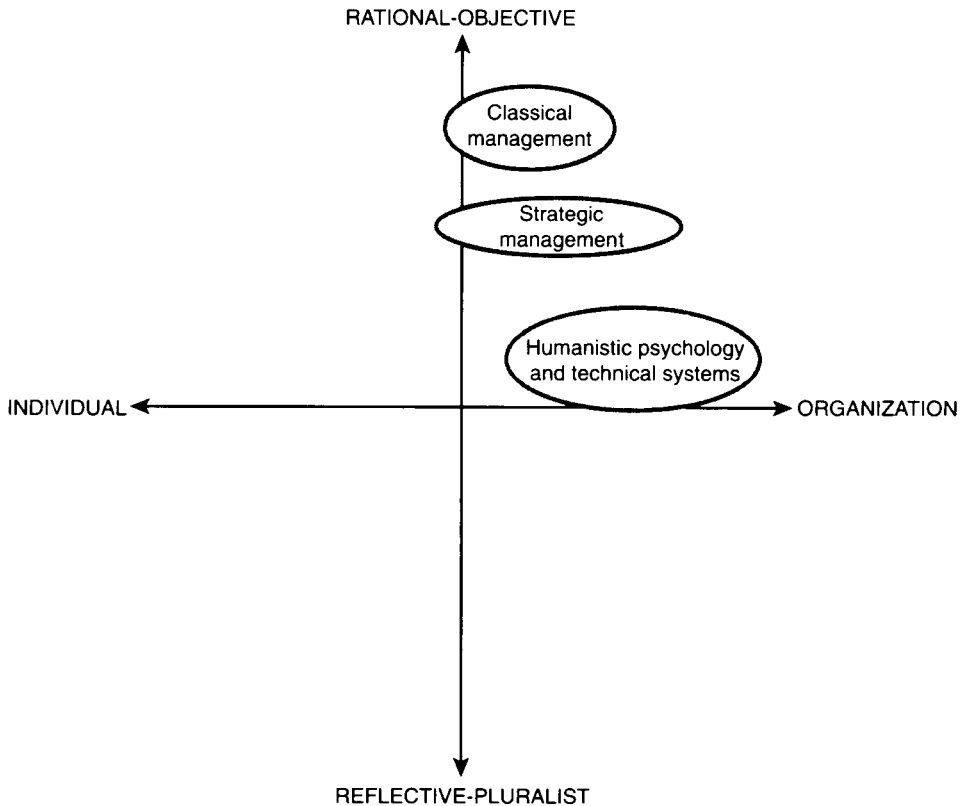 RATIONAL-OBJECTIVE
Classical
management
Strategic
management
Humanistic psychology
and technical systems
INDIVIDUAL
ORGANIZATION
REFLECTIVE-PLURALIST